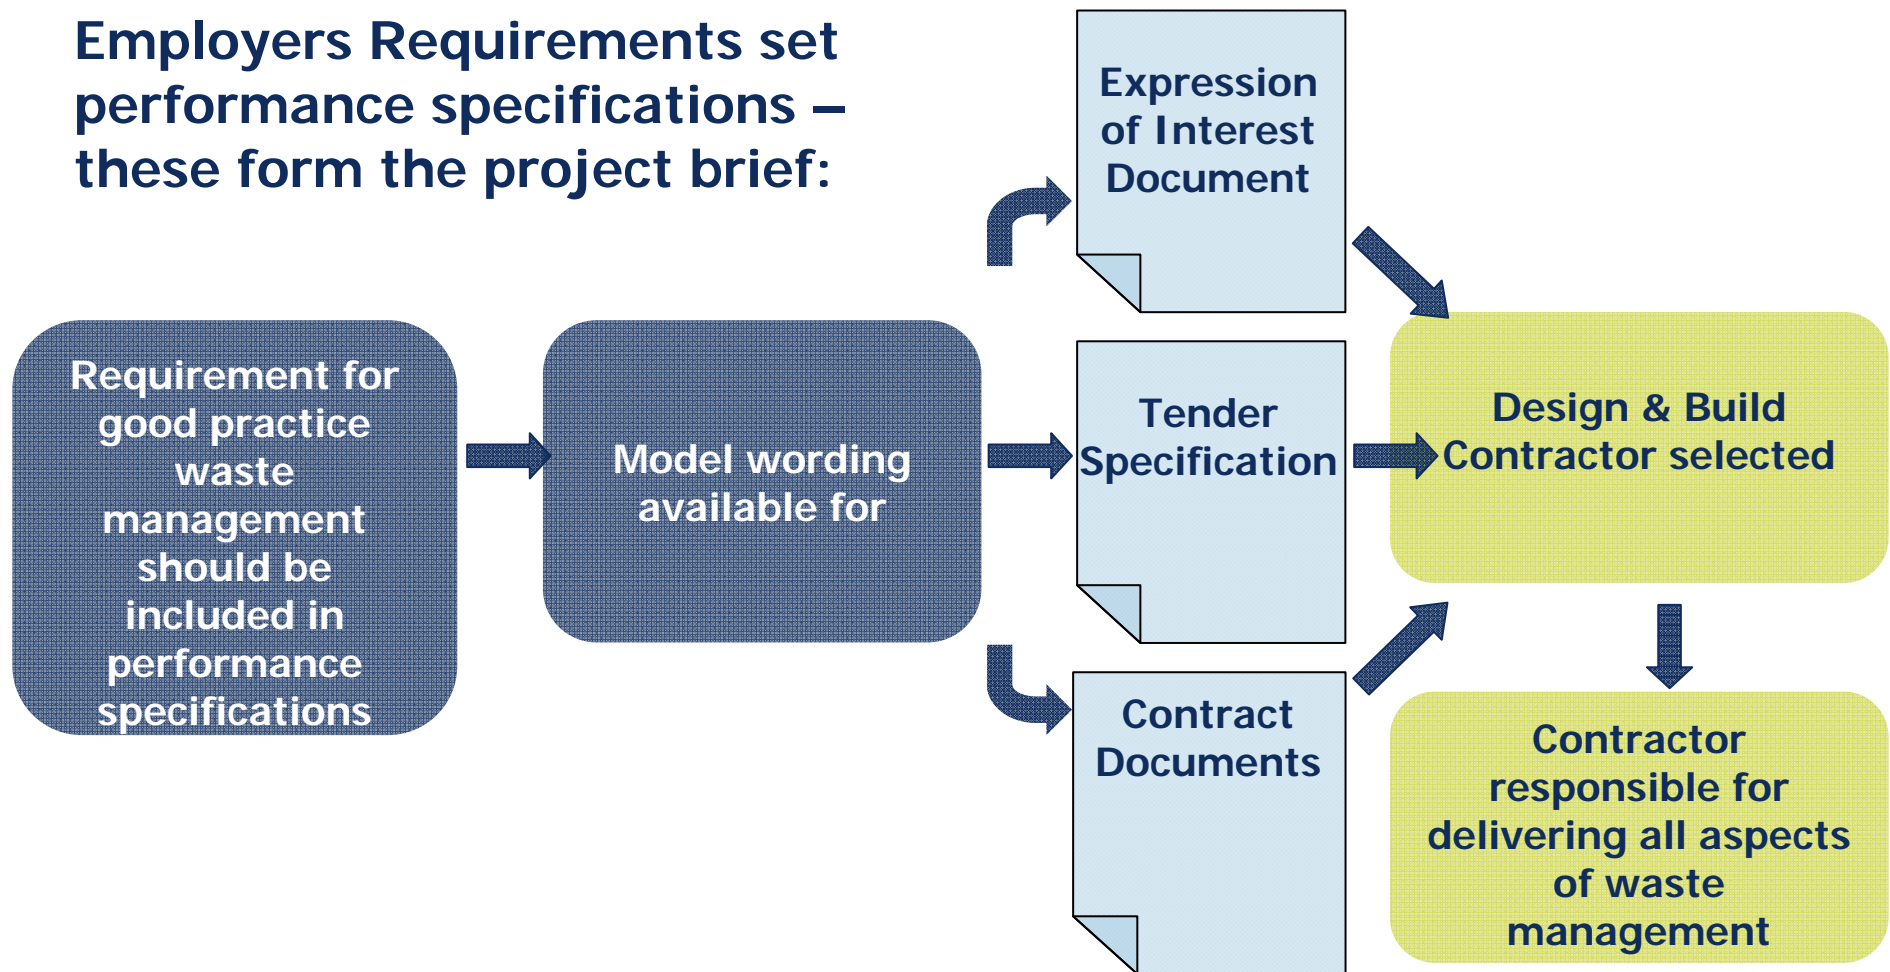 Employers Requirements set
performance specifications –
these form the project brief:
Requirement for
good practice
waste
management
should be
included in
performance
specifications
Model wording
available for
Expression
of Interest
Document
Tender
Specification
Contract
Documents
Design & Build
Contractor selected
Contractor
responsible for
delivering all aspects
of waste
management